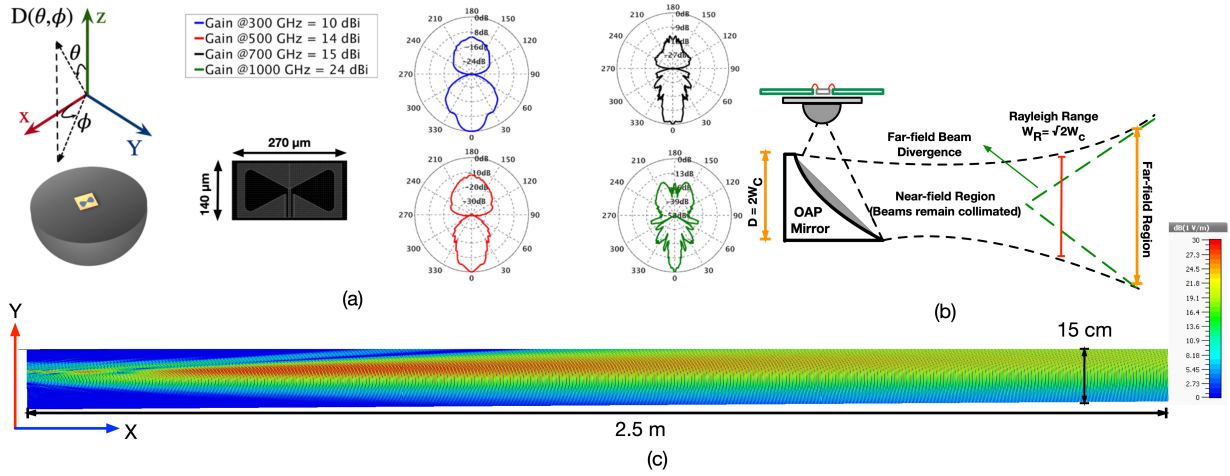 D(θ,ϕ)
z
θ
x
ϕ
Y
Gain @300 GHz = 10 dBi
Gain @500 GHz = 14 dBi
Gain @700 GHz = 15 dBi
Gain @1000 GHz = 24 dBi
270 µm
140 µm
180
210
150
240
120
270
90
300
60
330
30
0
0dB
-8dB
-16dB
-24dB
180
210
150
240
120
270
90
300
60
330
30
0
0dB
-9dB
-27dB
180
210
150
240
120
270
90
300
60
330
30
0
0dB
-10dB
-20dB
-30dB
180
210
150
240
120
270
90
300
60
330
30
0
0dB
-13dB
-39dB
(a)
D = 2W_C
OAP
Mirror
Far-field Beam
Divergence
Near-field Region
(Beams remain collimated)
Rayleigh Range
W_R= √2W_c
Far-field Region
(b)
dB(1 V/m)
30
27.3
24.5
21.8
19.1
16.4
13.6
10.9
8.18
5.45
2.73
0
Y
X
15 cm
2.5 m
(c)